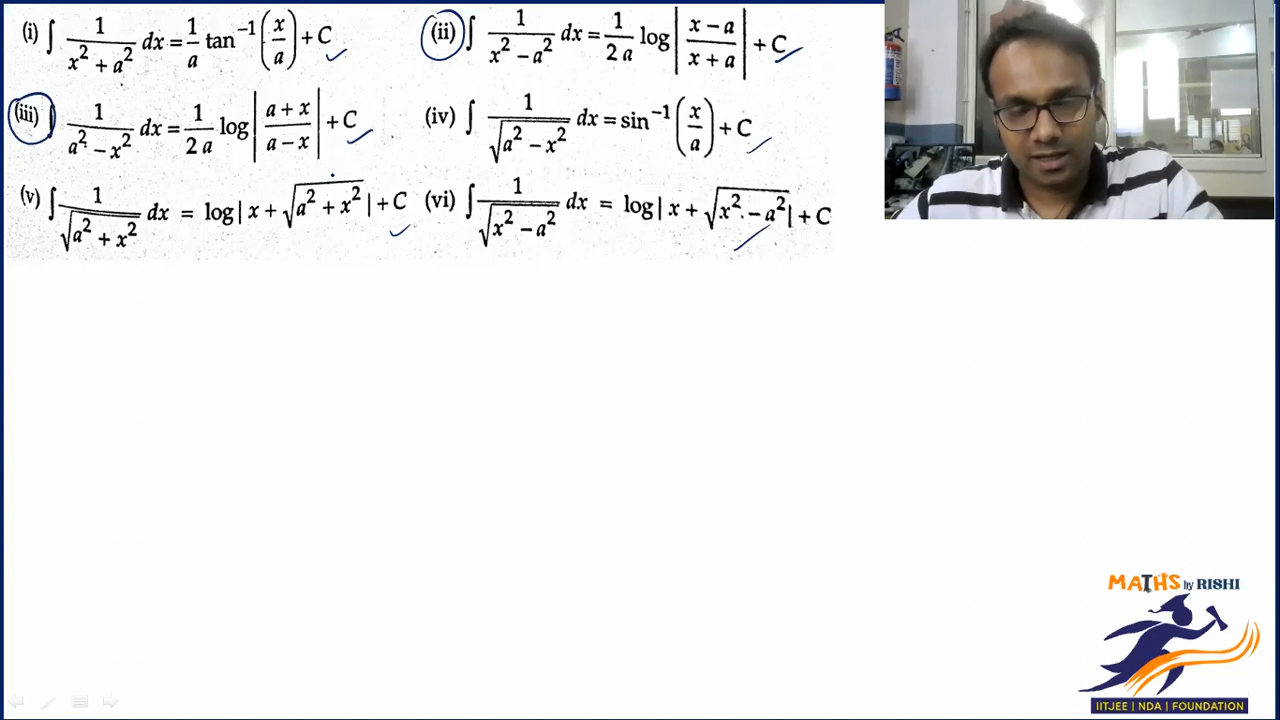 (i) ∫ 1/(x² + a²) dx = 1/a tan⁻¹ (x/a) + C
(ii) ∫ 1/(x² − a²) dx = 1/2a log |(x − a)/(x + a)| + C
(iii) ∫ 1/(a² − x²) dx = 1/2a log |(a + x)/(a − x)| + C
(iv) ∫ 1/√(a² − x²) dx = sin⁻¹ (x/a) + C
(v) ∫ 1/√(a² + x²) dx = log | x + √(a² + x²) | + C
(vi) ∫ 1/√(x² − a²) dx = log | x + √(x² − a²) | + C
MATHS by RISHI
IITJEE | NDA | FOUNDATION